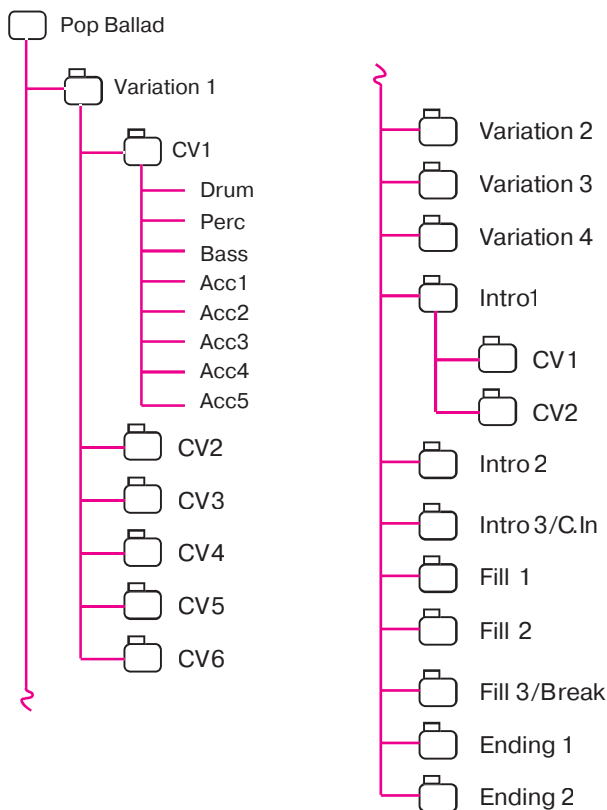 Pop Ballad
Variation 1
CV1
Drum
Perc
Bass
Acc1
Acc2
Acc3
Acc4
Acc5
CV2
CV3
CV4
CV5
CV6
Variation 2
Variation 3
Variation 4
Intro1
CV1
CV2
Intro 2
Intro 3/C.In
Fill 1
Fill 2
Fill 3/Break
Ending 1
Ending 2